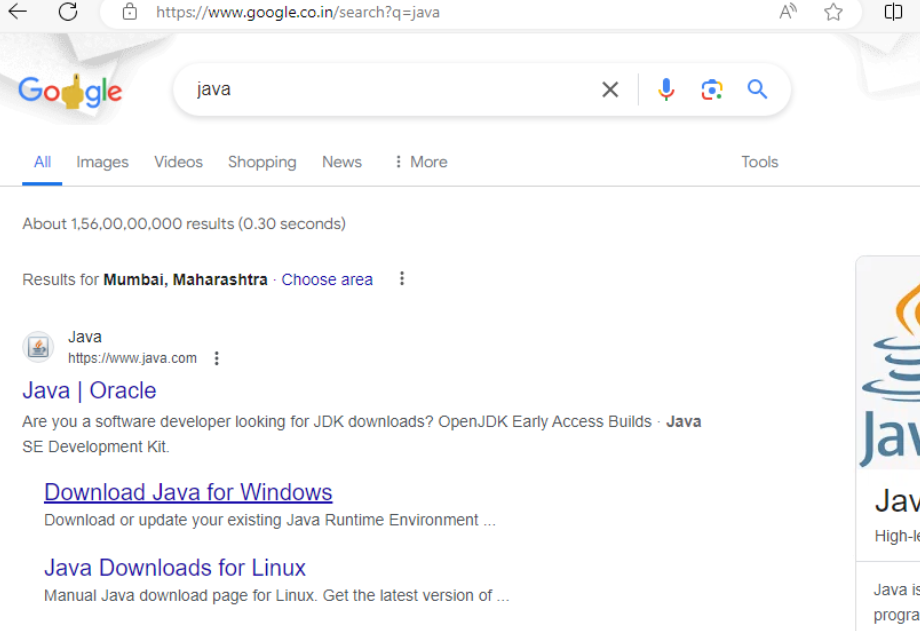 https://www.google.co.in/search?q=java
Google
java
All Images Videos Shopping News More Tools
About 1,56,00,00,000 results (0.30 seconds)
Results for Mumbai, Maharashtra · Choose area
Java
https://www.java.com
Java | Oracle
Are you a software developer looking for JDK downloads? OpenJDK Early Access Builds · Java
SE Development Kit.
Download Java for Windows
Download or update your existing Java Runtime Environment ...
Java Downloads for Linux
Manual Java download page for Linux. Get the latest version of ...
Jav
Jav
High-le
Java is
progra